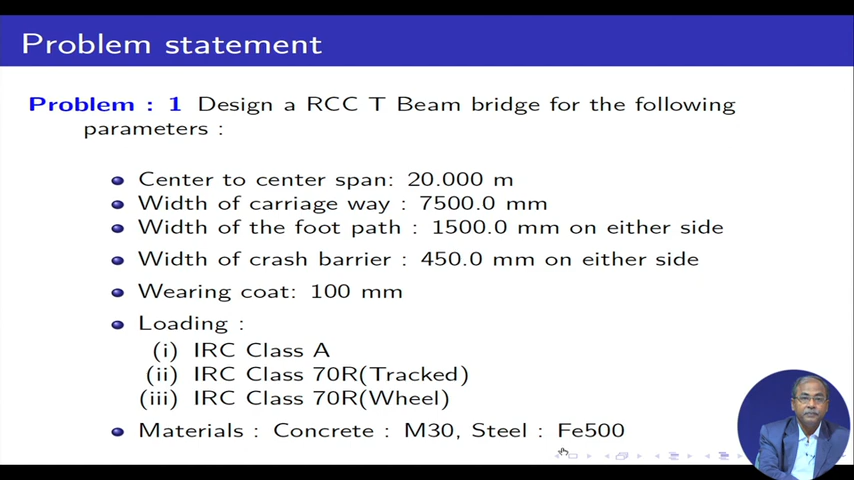 Problem statement
Problem : 1 Design a RCC T Beam bridge for the following
parameters :
Center to center span: 20.000 m
Width of carriage way : 7500.0 mm
Width of the foot path : 1500.0 mm on either side
Width of crash barrier : 450.0 mm on either side
Wearing coat: 100 mm
Loading :
(i) IRC Class A
(ii) IRC Class 70R(Tracked)
(iii) IRC Class 70R(Wheel)
Materials : Concrete : M30, Steel : Fe500